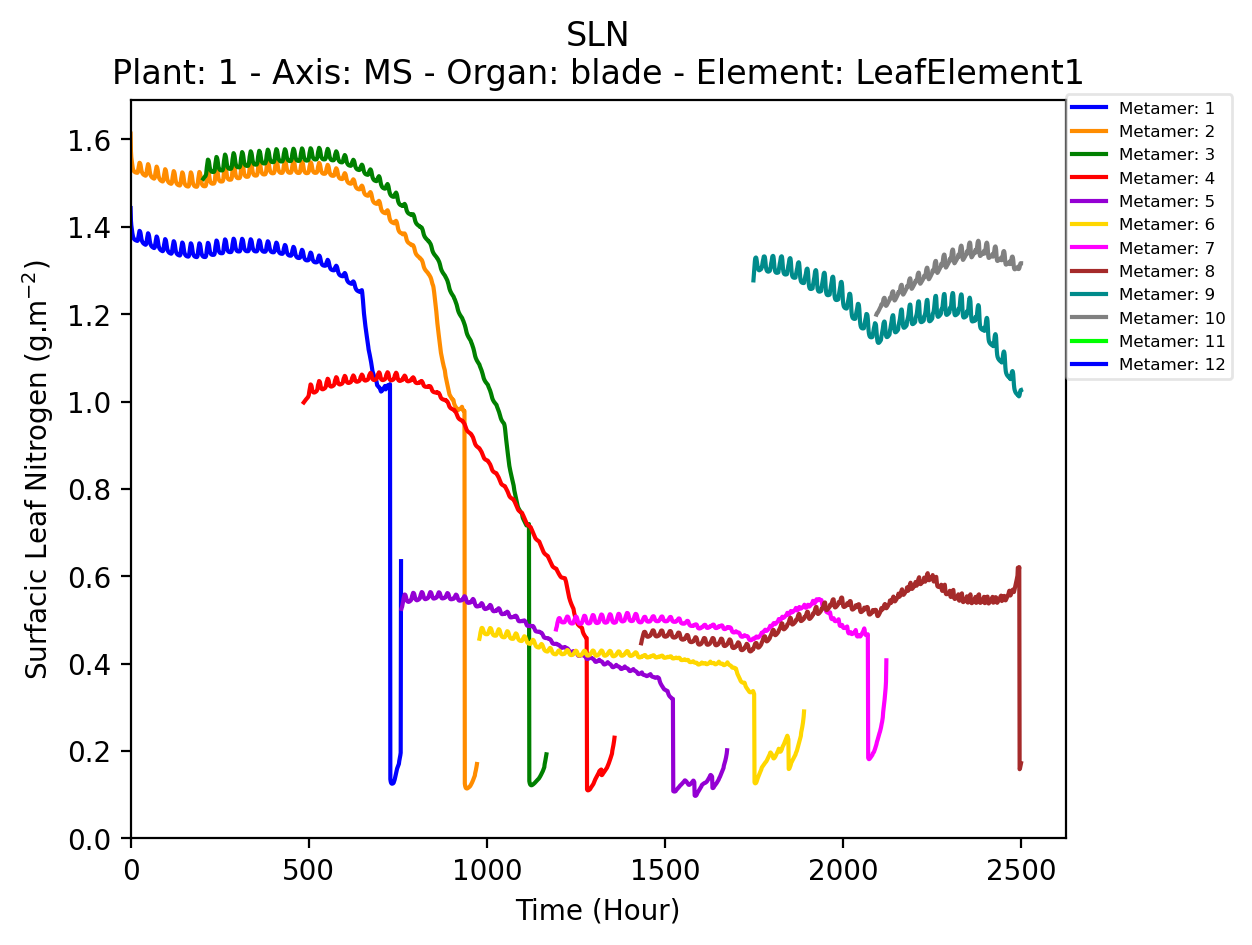 SLN
Plant: 1 - Axis: MS - Organ: blade - Element: LeafElement1
Surfacic Leaf Nitrogen (g.m⁻²)
1.6
1.4
1.2
1.0
0.8
0.6
0.4
0.2
0.0
0 500 1000 1500 2000 2500
Time (Hour)
Metamer: 1
Metamer: 2
Metamer: 3
Metamer: 4
Metamer: 5
Metamer: 6
Metamer: 7
Metamer: 8
Metamer: 9
Metamer: 10
Metamer: 11
Metamer: 12